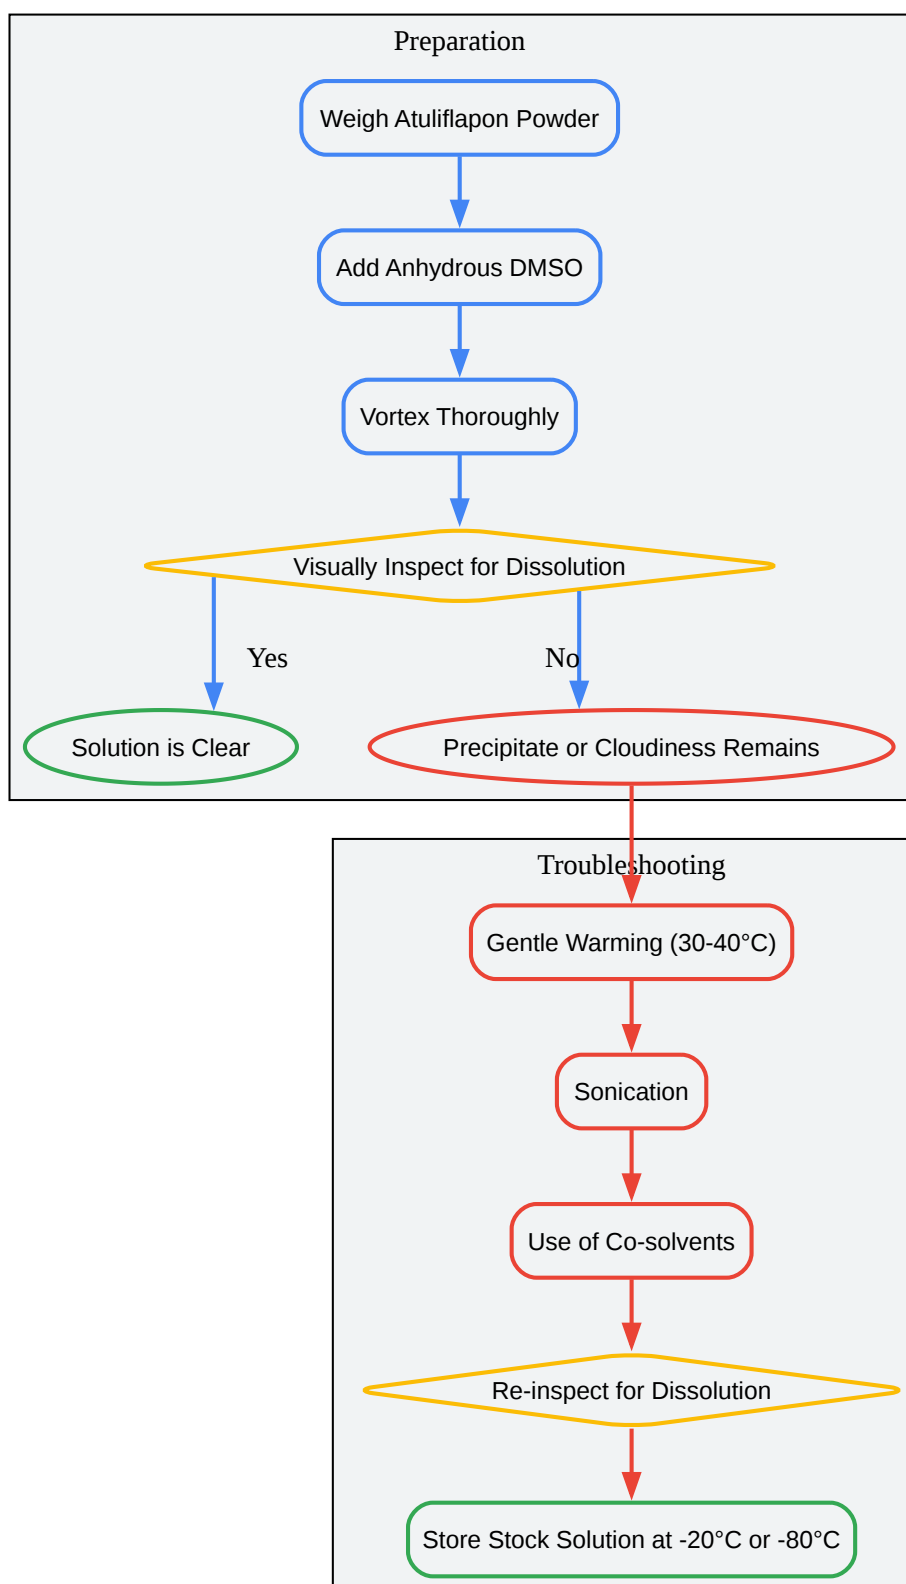 Preparation
Weigh Atuliflapon Powder
Add Anhydrous DMSO
Vortex Thoroughly
Visually Inspect for Dissolution
Yes
No
Solution is Clear
Precipitate or Cloudiness Remains
Troubleshooting
Gentle Warming (30-40°C)
Sonication
Use of Co-solvents
Re-inspect for Dissolution
Store Stock Solution at -20°C or -80°C